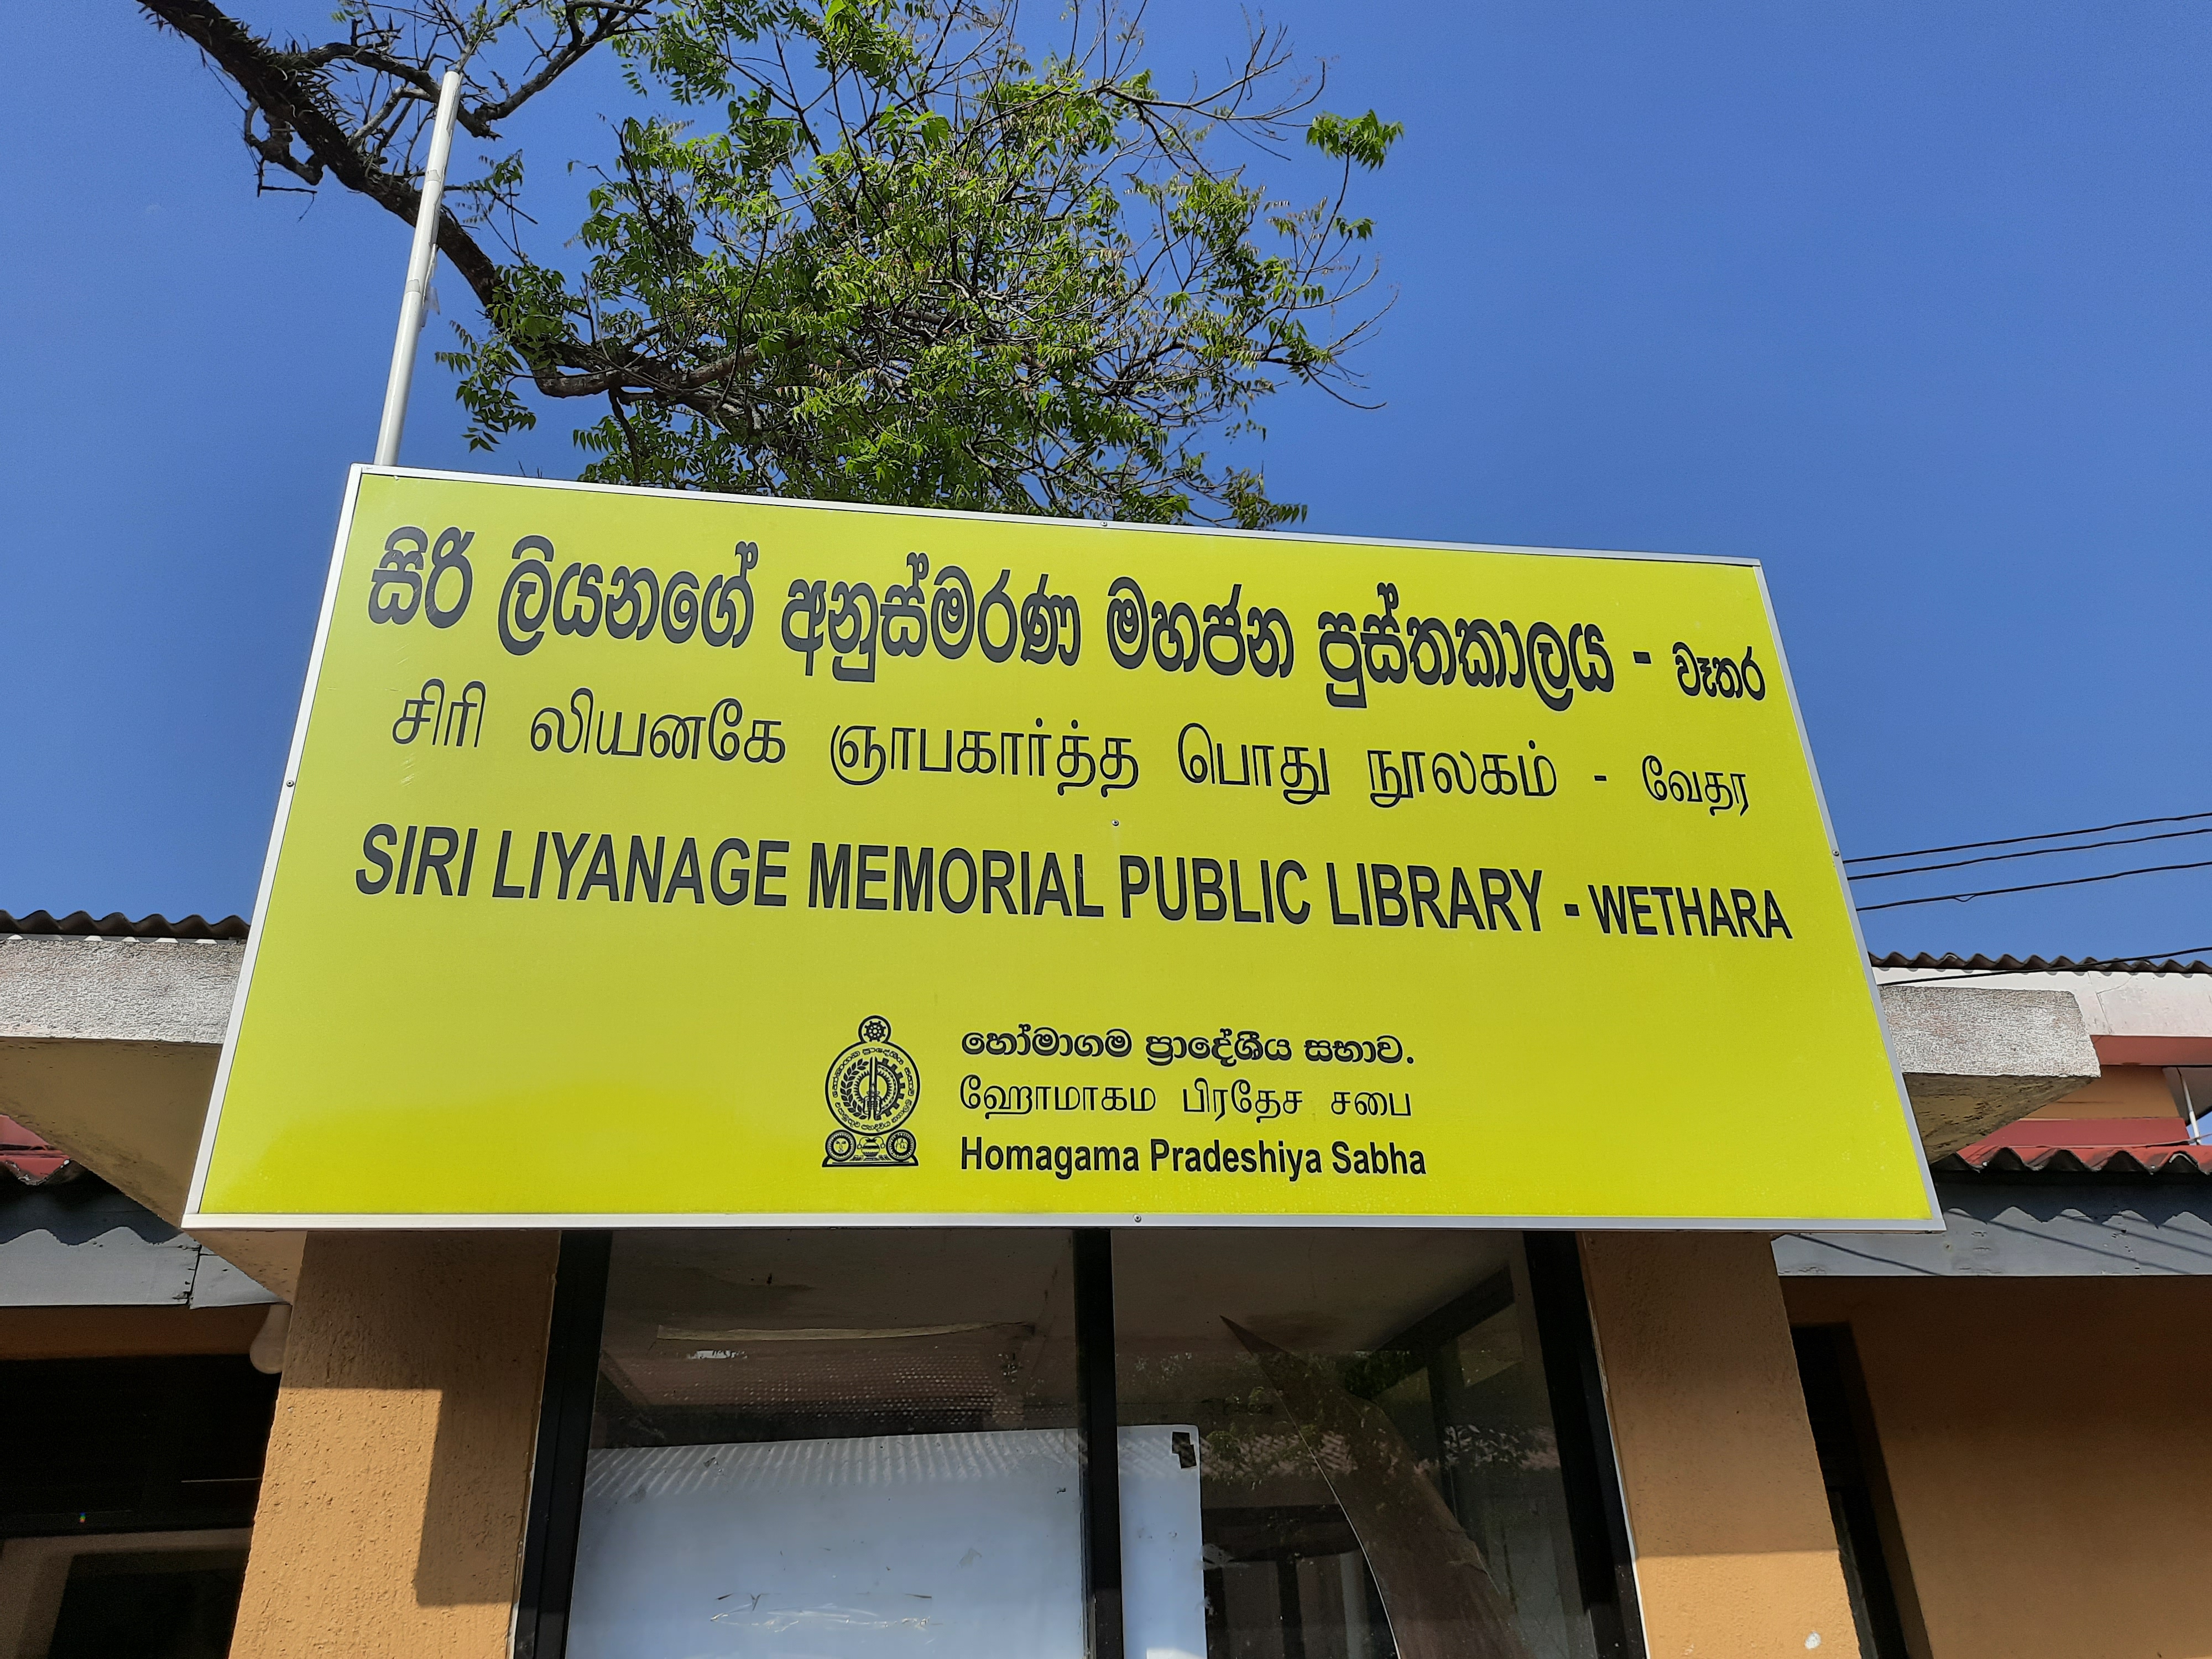 සිරි ලියනගේ අනුස්මරණ මහජන පුස්තකාලය - වෑතර
சிரி லியனகே ஞாபகார்த்த பொது நூலகம் - வேதர
SIRI LIYANAGE MEMORIAL PUBLIC LIBRARY - WETHARA
හෝමාගම ප්‍රාදේශීය සභාව.
ஹோமாகம பிரதேச சபை
Homagama Pradeshiya Sabha